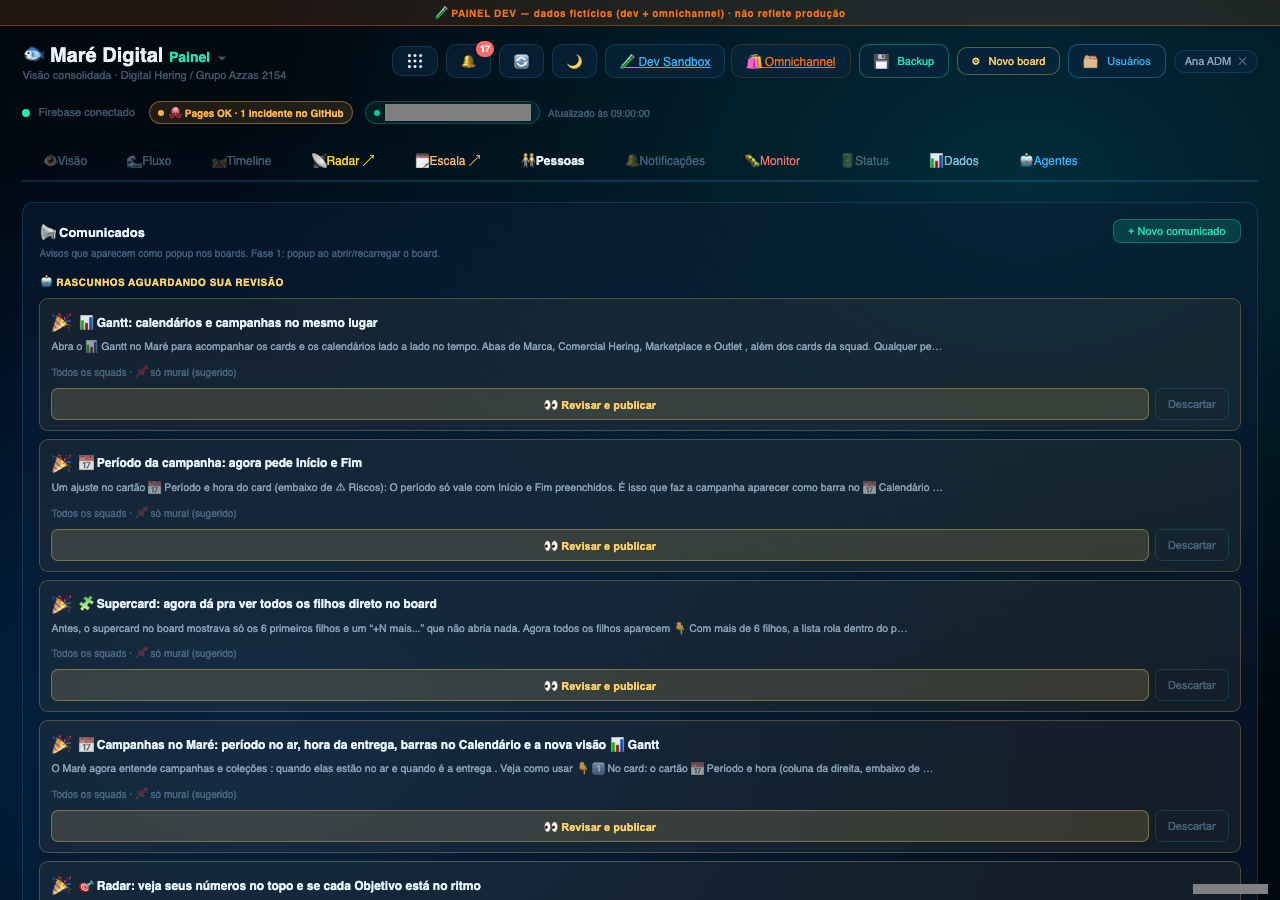 PAINEL DEV — dados fictícios (dev + omnichannel) · não reflete produção
Maré Digital Painel
Visão consolidada · Digital Hering / Grupo Azzas 2154
17
Dev Sandbox
Omnichannel
Backup
Novo board
Usuários
Ana ADM ×
Firebase conectado
Pages OK · 1 incidente no GitHub
Atualizado às 09:00:00
Visão
Fluxo
Timeline
Radar ↗
Escala ↗
Pessoas
Notificações
Monitor
Status
Dados
Agentes
Comunicados
+ Novo comunicado
Avisos que aparecem como popup nos boards. Fase 1: popup ao abrir/recarregar o board.
RASCUNHOS AGUARDANDO SUA REVISÃO
Gantt: calendários e campanhas no mesmo lugar
Abra o 📊 Gantt no Maré para acompanhar os cards e os calendários lado a lado no tempo. Abas de Marca, Comercial Hering, Marketplace e Outlet , além dos cards da squad. Qualquer pe…
Todos os squads · 📌 só mural (sugerido)
👀 Revisar e publicar
Descartar
Período da campanha: agora pede Início e Fim
Um ajuste no cartão 📅 Período e hora do card (embaixo de ⚠ Riscos): O período só vale com Início e Fim preenchidos. É isso que faz a campanha aparecer como barra no 📅 Calendário …
Todos os squads · 📌 só mural (sugerido)
👀 Revisar e publicar
Descartar
Supercard: agora dá pra ver todos os filhos direto no board
Antes, o supercard no board mostrava só os 6 primeiros filhos e um “+N mais...” que não abria nada. Agora todos os filhos aparecem 👇 Com mais de 6 filhos, a lista rola dentro do p…
Todos os squads · 📌 só mural (sugerido)
👀 Revisar e publicar
Descartar
Campanhas no Maré: período no ar, hora da entrega, barras no Calendário e a nova visão 📊 Gantt
O Maré agora entende campanhas e coleções : quando elas estão no ar e quando é a entrega . Veja como usar 👇 1️⃣ No card: o cartão 📅 Período e hora (coluna da direita, embaixo de …
Todos os squads · 📌 só mural (sugerido)
👀 Revisar e publicar
Descartar
Radar: veja seus números no topo e se cada Objetivo está no ritmo